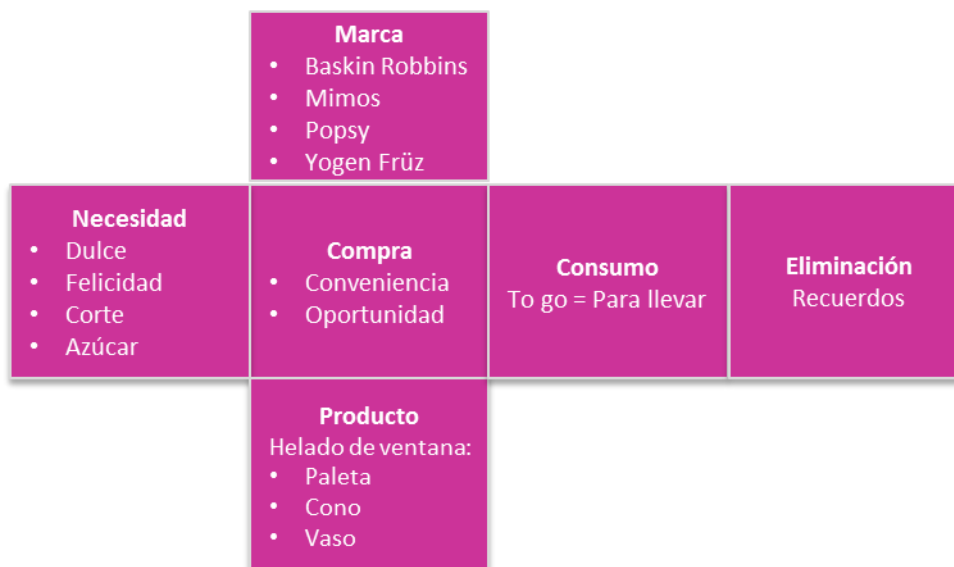 Marca
• Baskin Robbins
• Mimos
• Popsy
• Yogen Früz
Necesidad
• Dulce
• Felicidad
• Corte
• Azúcar
Compra
• Conveniencia
• Oportunidad
Consumo
To go = Para llevar
Eliminación
Recuerdos
Producto
Helado de ventana:
• Paleta
• Cono
• Vaso